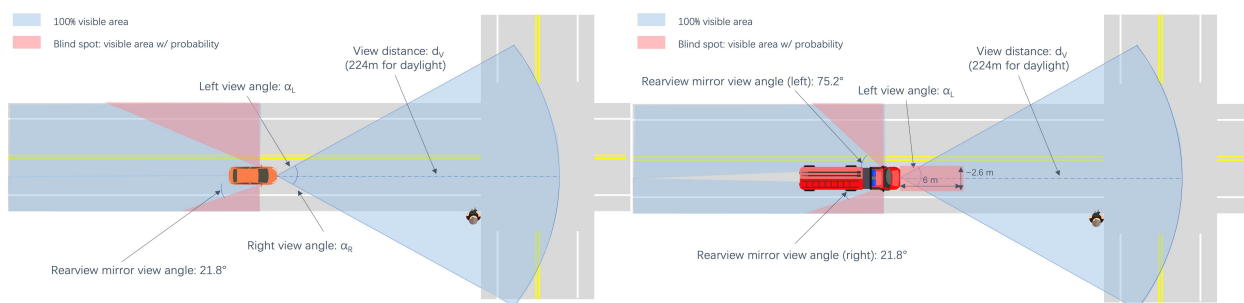 100% visible area
Blind spot: visible area w/ probability
View distance: dV
(224m for daylight)
Left view angle: αL
Right view angle: αR
Rearview mirror view angle: 21.8°
100% visible area
Blind spot: visible area w/ probability
View distance: dV
(224m for daylight)
Rearview mirror view angle (left): 75.2°
Left view angle: αL
~2.6 m
6 m
Rearview mirror view angle (right): 21.8°